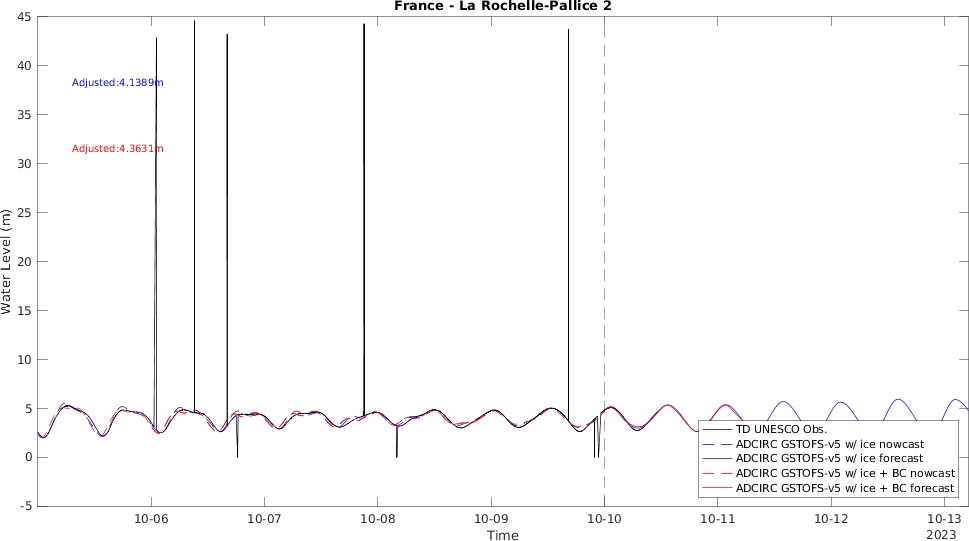 France - La Rochelle-Pallice 2
45
40
35
30
25
20
15
10
5
0
-5
Water Level (m)
Adjusted:4.1389m
Adjusted:4.3631m
TD UNESCO Obs.
ADCIRC GSTOFS-v5 w/ ice nowcast
ADCIRC GSTOFS-v5 w/ ice forecast
ADCIRC GSTOFS-v5 w/ ice + BC nowcast
ADCIRC GSTOFS-v5 w/ ice + BC forecast
10-06 10-07 10-08 10-09 10-10 10-11 10-12 10-13
Time 2023